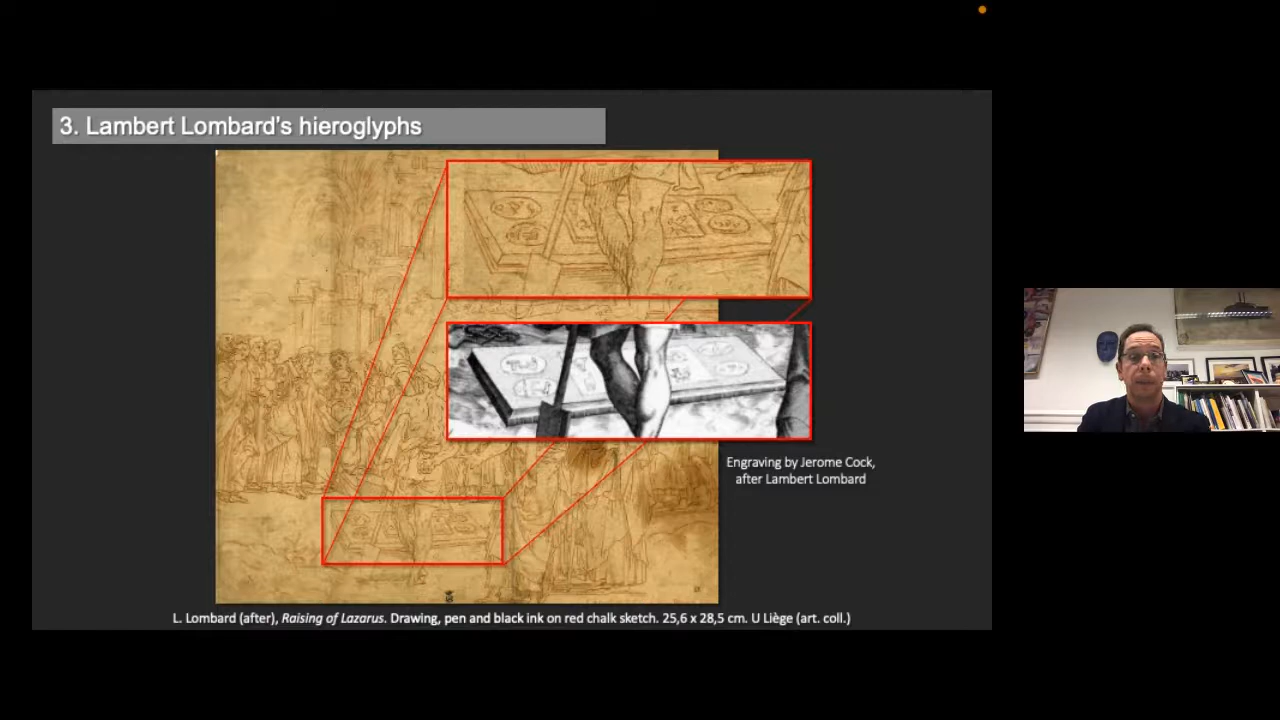 3. Lambert Lombard's hieroglyphs
Engraving by Jerome Cock,
after Lambert Lombard
L. Lombard (after), Raising of Lazarus. Drawing, pen and black ink on red chalk sketch. 25,6 x 28,5 cm. U Liège (art. coll.)